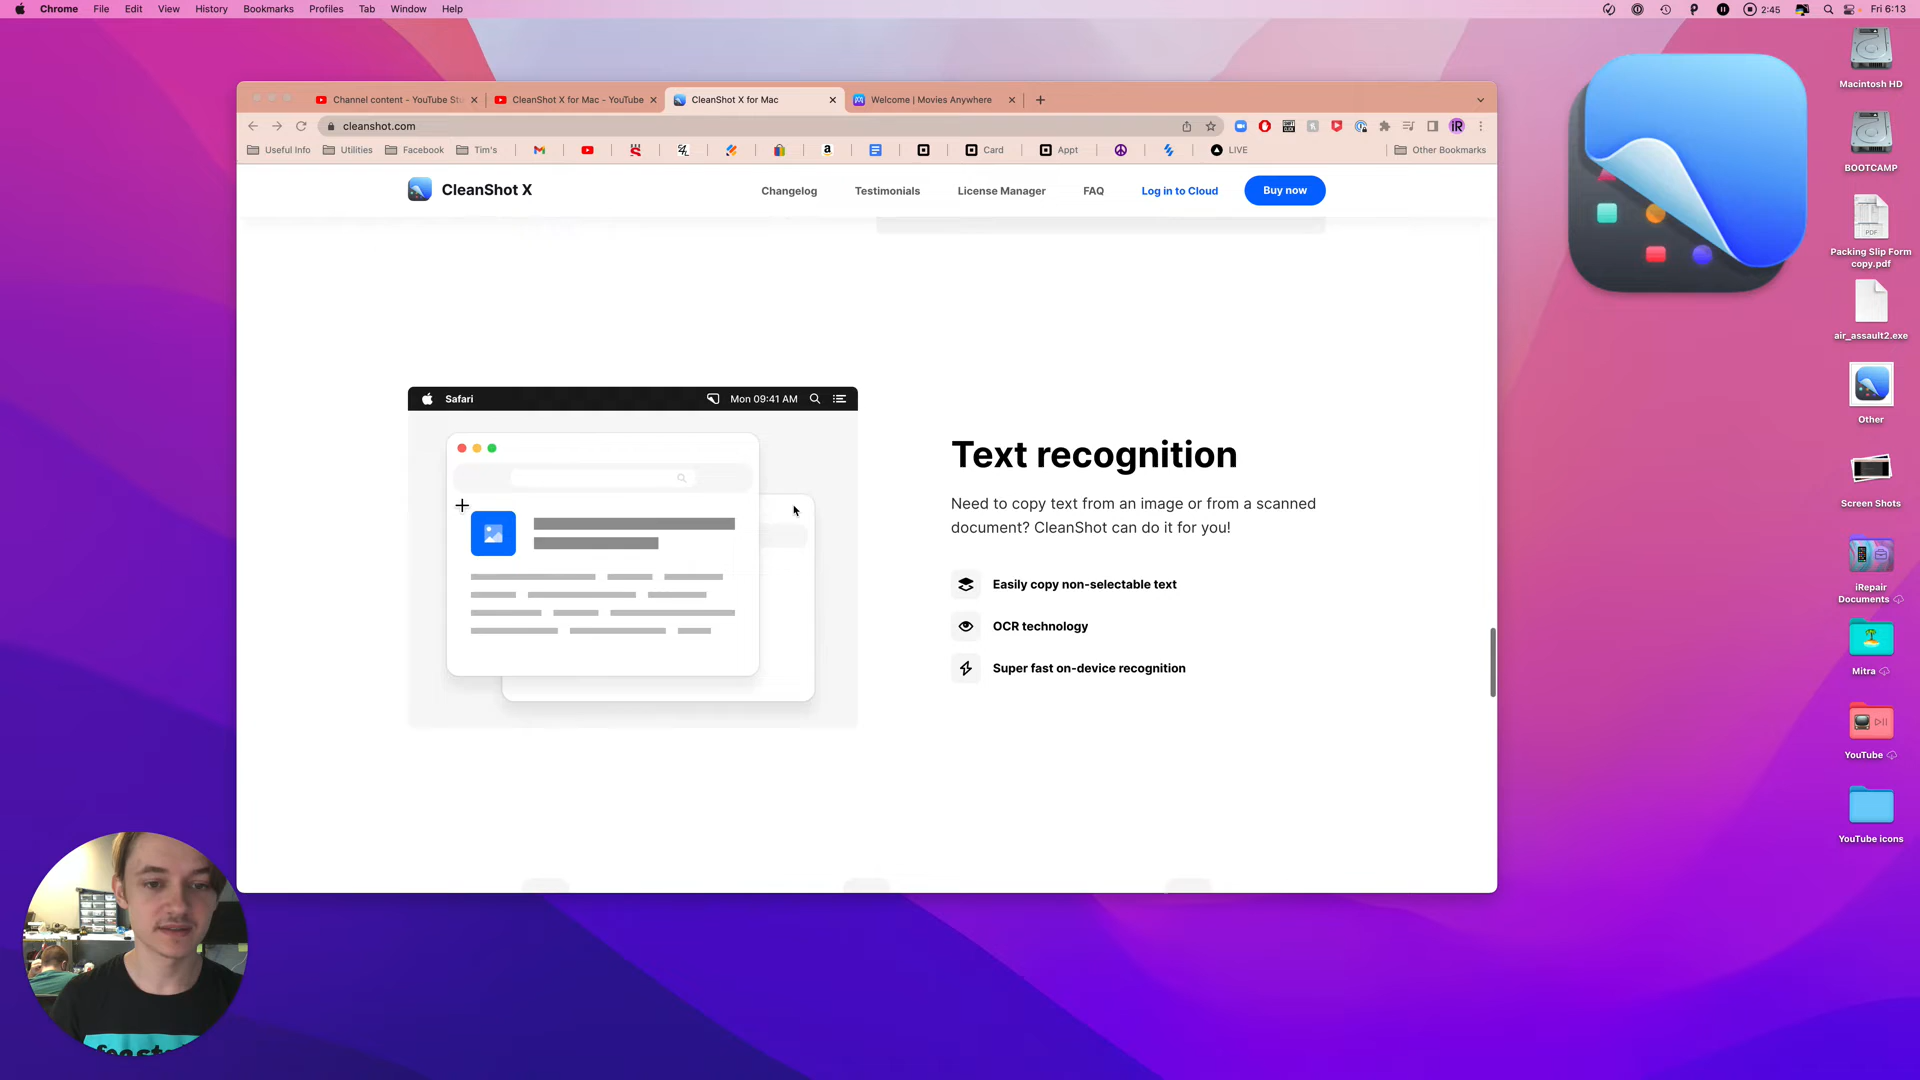 Chrome File Edit View History Bookmarks Profiles Tab Window Help
2:45 Fri 6:13
Channel content - YouTube Stu
CleanShot X for Mac - YouTube
CleanShot X for Mac
Welcome | Movies Anywhere
cleanshot.com
Useful Info Utilities Facebook Tim's Card Appt LIVE Other Bookmarks
CleanShot X
Changelog Testimonials License Manager FAQ Log in to Cloud Buy now
Safari Mon 09:41 AM
Text recognition
Need to copy text from an image or from a scanned
document? CleanShot can do it for you!
Easily copy non-selectable text
OCR technology
Super fast on-device recognition
Macintosh HD
BOOTCAMP
PDF
Packing Slip Form
copy.pdf
air_assault2.exe
Other
Screen Shots
iRepair
Documents
Mitra
YouTube
YouTube icons